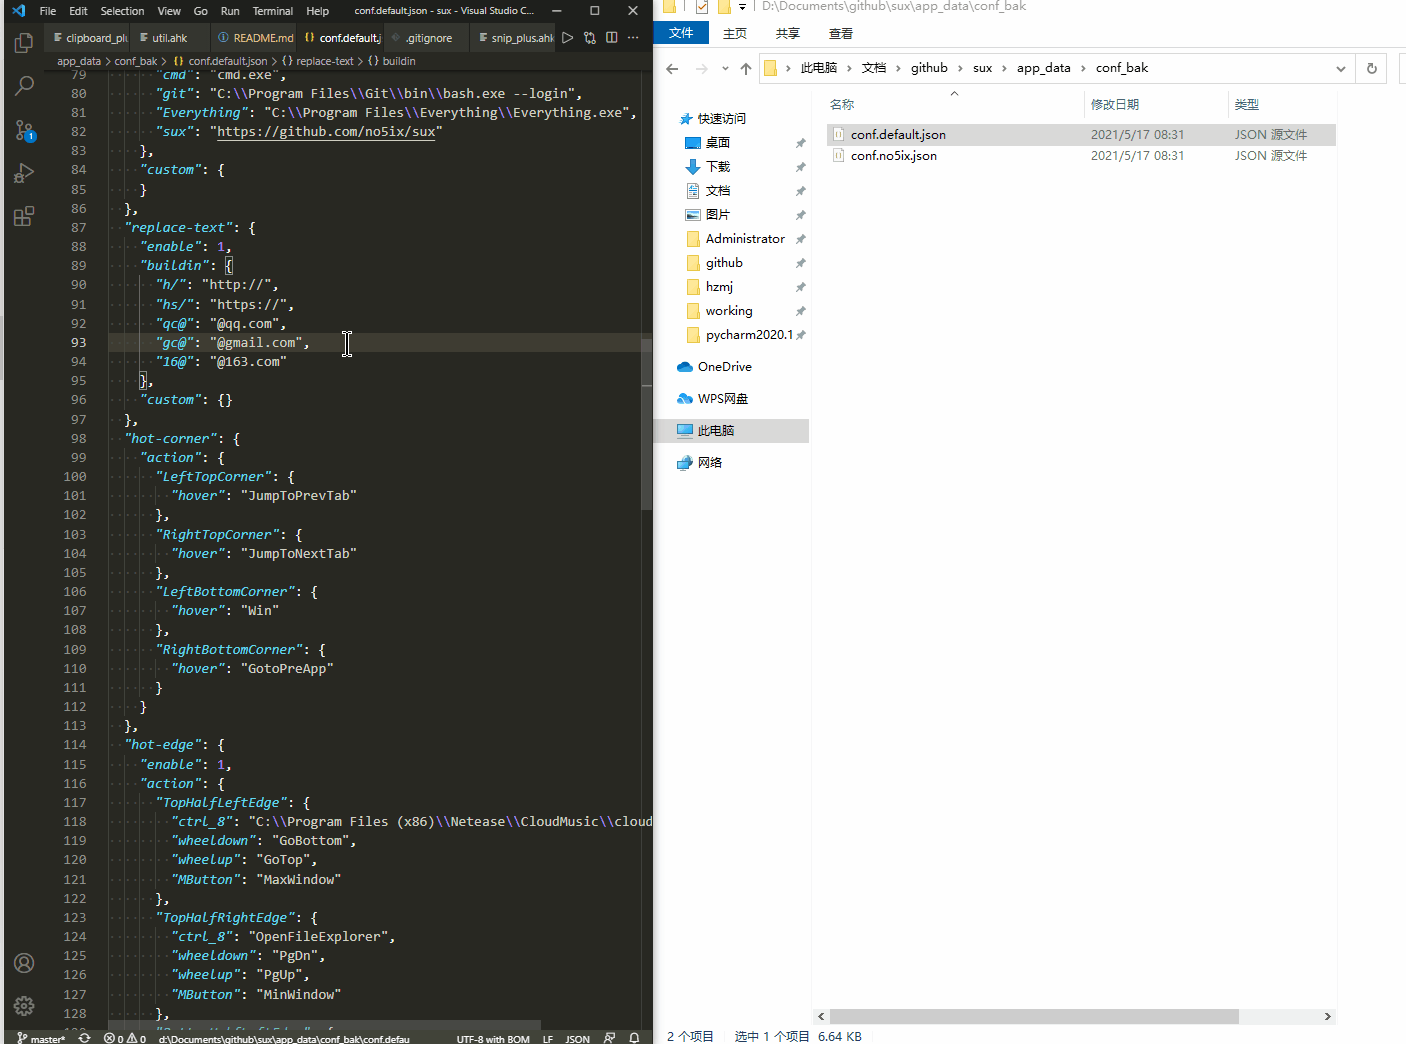 File Edit Selection View Go Run Terminal Help conf.default.json - sux - Visual Studio C...
clipboard_plu util.ahk README.md conf.default.j .gitignore snip_plus.ahk
app_data > conf_bak > {} conf.default.json > {} replace-text > {} buildin
79 "cmd": "cmd.exe",
80 "git": "C:\\Program Files\\Git\\bin\\bash.exe --login",
81 "Everything": "C:\\Program Files\\Everything\\Everything.exe",
82 "sux": "https://github.com/no5ix/sux"
83 },
84 "custom": {
85 }
86 },
87 "replace-text": {
88 "enable": 1,
89 "buildin": {
90 "h/": "http://",
91 "hs/": "https://",
92 "qc@": "@qq.com",
93 "gc@": "@gmail.com",
94 "16@": "@163.com"
95 },
96 "custom": {}
97 },
98 "hot-corner": {
99 "action": {
100 "LeftTopCorner": {
101 "hover": "JumpToPrevTab"
102 },
103 "RightTopCorner": {
104 "hover": "JumpToNextTab"
105 },
106 "LeftBottomCorner": {
107 "hover": "Win"
108 },
109 "RightBottomCorner": {
110 "hover": "GotoPreApp"
111 }
112 }
113 },
114 "hot-edge": {
115 "enable": 1,
116 "action": {
117 "TopHalfLeftEdge": {
118 "ctrl_8": "C:\\Program Files (x86)\\Netease\\CloudMusic\\cloud
119 "wheeldown": "GoBottom",
120 "wheelup": "GoTop",
121 "MButton": "MaxWindow"
122 },
123 "TopHalfRightEdge": {
124 "ctrl_8": "OpenFileExplorer",
125 "wheeldown": "PgDn",
126 "wheelup": "PgUp",
127 "MButton": "MinWindow"
128 },
1
master* 0 0 d:\Documents\github\sux\app_data\conf_bak\conf.defau UTF-8 with BOM LF JSON
D:\Documents\github\sux\app_data\conf_bak
文件 主页 共享 查看
此电脑 > 文档 > github > sux > app_data > conf_bak
名称 修改日期 类型
conf.default.json 2021/5/17 08:31 JSON 源文件
conf.no5ix.json 2021/5/17 08:31 JSON 源文件
快速访问
桌面
下载
文档
图片
Administrator
github
hzmj
working
pycharm2020.1
OneDrive
WPS网盘
此电脑
网络
2 个项目 选中 1 个项目 6.64 KB